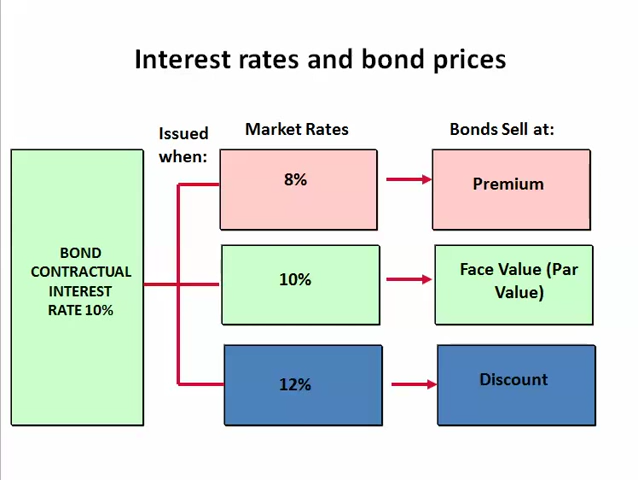 Interest rates and bond prices
Issued
when:
Market Rates
Bonds Sell at:
BOND
CONTRACTUAL
INTEREST
RATE 10%
8%
Premium
10%
Face Value (Par
Value)
12%
Discount